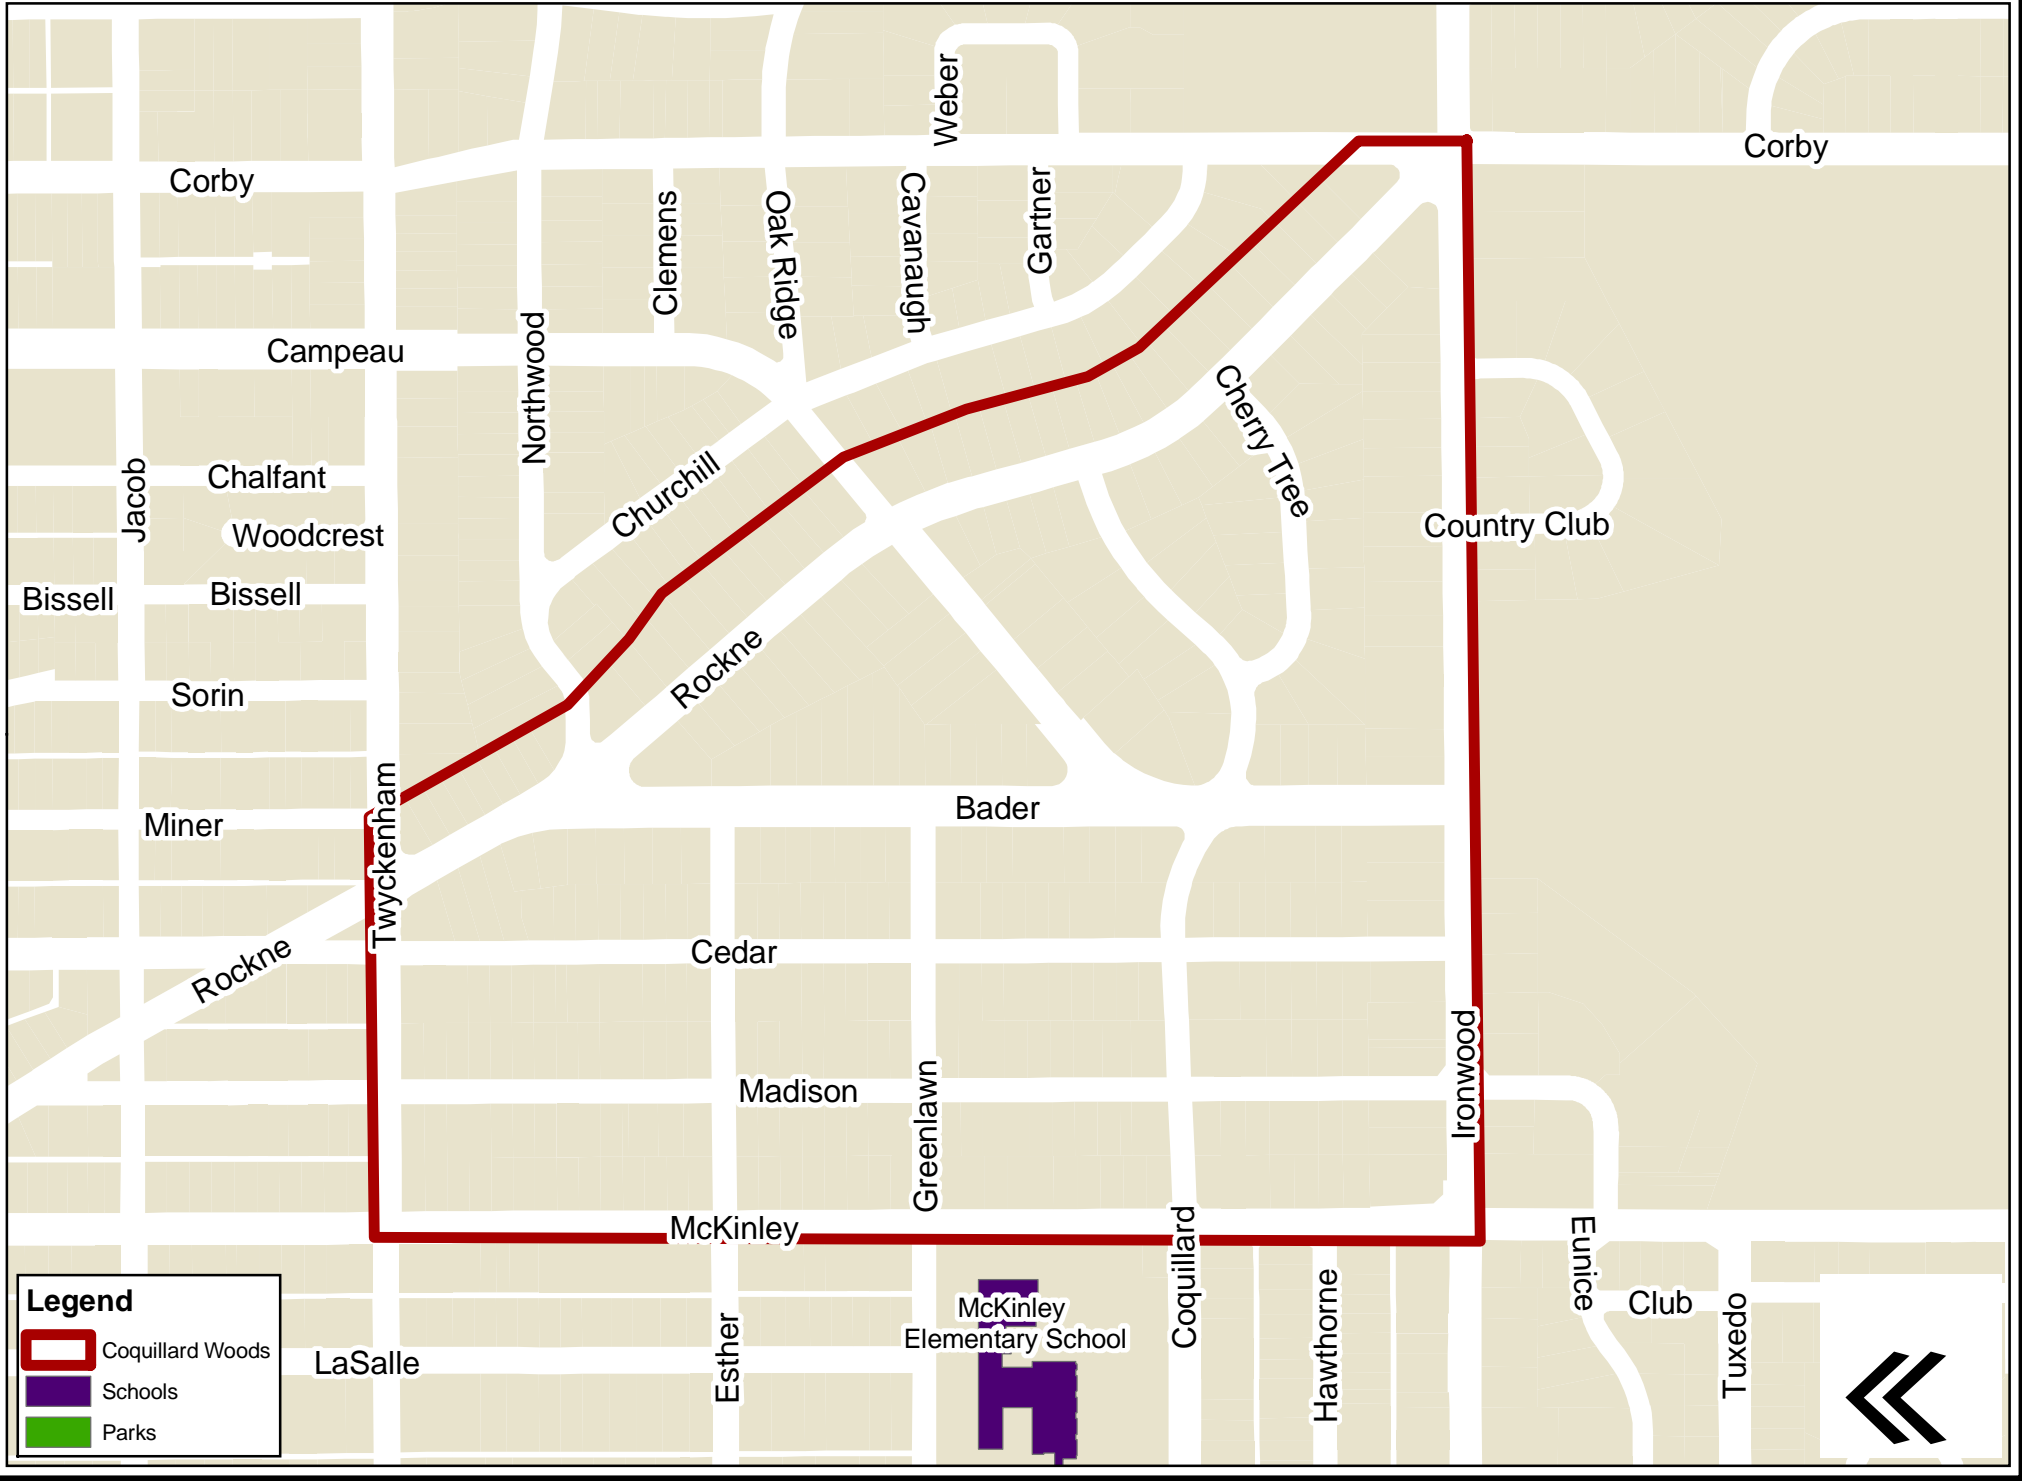 Weber
Corby
Corby
Clemens
Oak Ridge
Cavanaugh
Gartner
Campeau
Northwood
Cherry Tree
Jacob
Chalfant
Churchill
Woodcrest
Country Club
Bissell
Bissell
Rockne
Sorin
Twyckenham
Bader
Miner
Cedar
Rockne
Ironwood
Madison
Greenlawn
McKinley
Coquillard
Eunice
Hawthorne
Club
Tuxedo
Esther
McKinley
Elementary School
LaSalle
Legend
Coquillard Woods
Schools
Parks